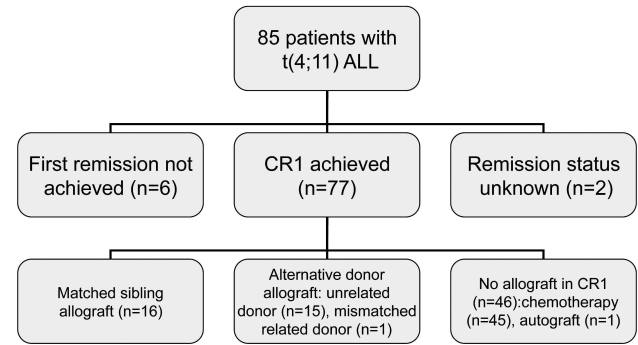 85 patients with
t(4;11) ALL
First remission not
achieved (n=6)
CR1 achieved
(n=77)
Remission status
unknown (n=2)
Matched sibling
allograft (n=16)
Alternative donor
allograft: unrelated
donor (n=15), mismatched
related donor (n=1)
No allograft in CR1
(n=46):chemotherapy
(n=45), autograft (n=1)